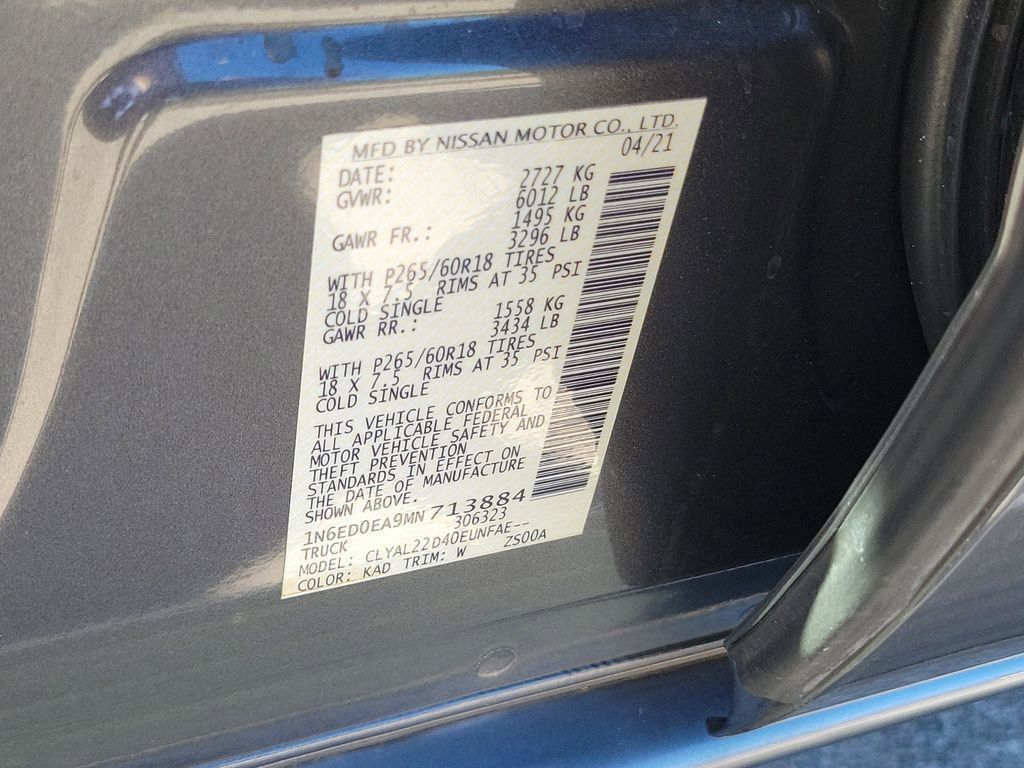 MFD BY NISSAN MOTOR CO., LTD.
DATE: 04/21
GVWR: 2727 KG
6012 LB
GAWR FR.: 1495 KG
3296 LB
WITH P265/60R18 TIRES
18 X 7.5 RIMS AT 35 PSI
COLD SINGLE
GAWR RR.: 1558 KG
3434 LB
WITH P265/60R18 TIRES
18 X 7.5 RIMS AT 35 PSI
COLD SINGLE
THIS VEHICLE CONFORMS TO
ALL APPLICABLE FEDERAL
MOTOR VEHICLE SAFETY AND
THEFT PREVENTION
STANDARDS IN EFFECT ON
THE DATE OF MANUFACTURE
SHOWN ABOVE.
1N6ED0EA9MN713884
TRUCK 306323
MODEL: CLYAL22D40EUNFAE--
COLOR: KAD TRIM: W ZS00A